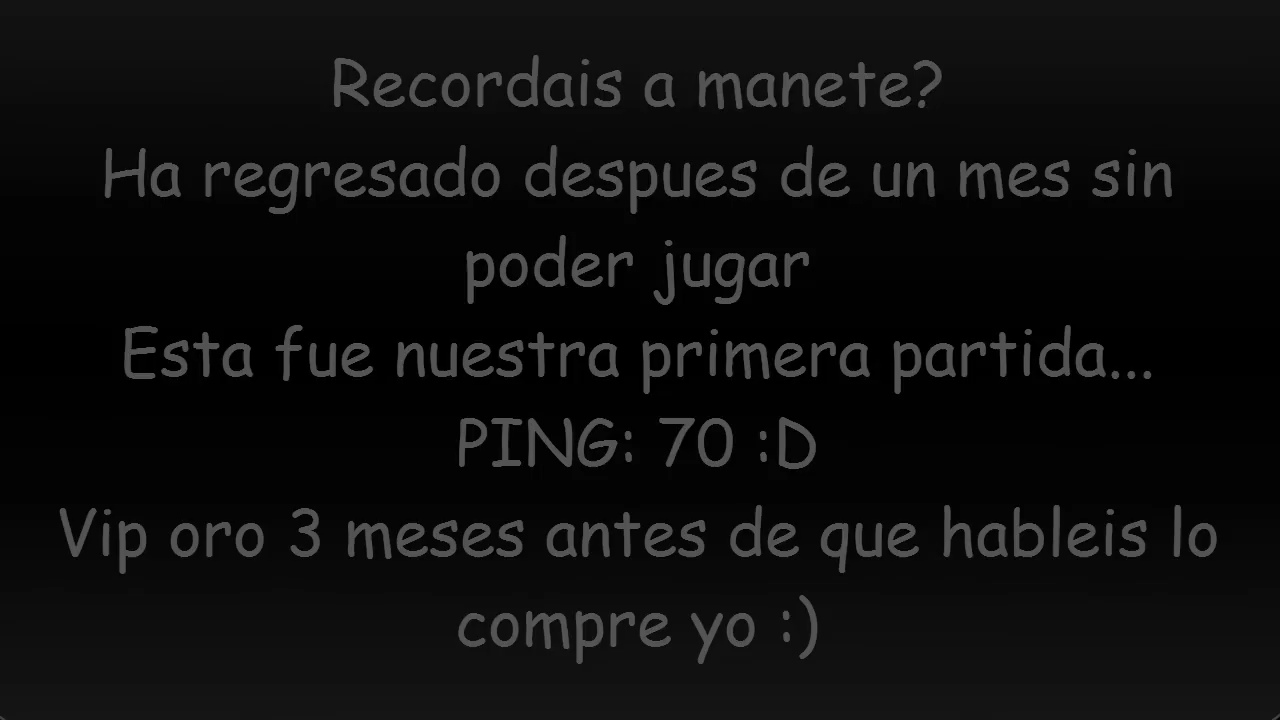 Recordais a manete?
Ha regresado despues de un mes sin
poder jugar
Esta fue nuestra primera partida...
PING: 70 :D
Vip oro 3 meses antes de que hableis lo
compre yo :)